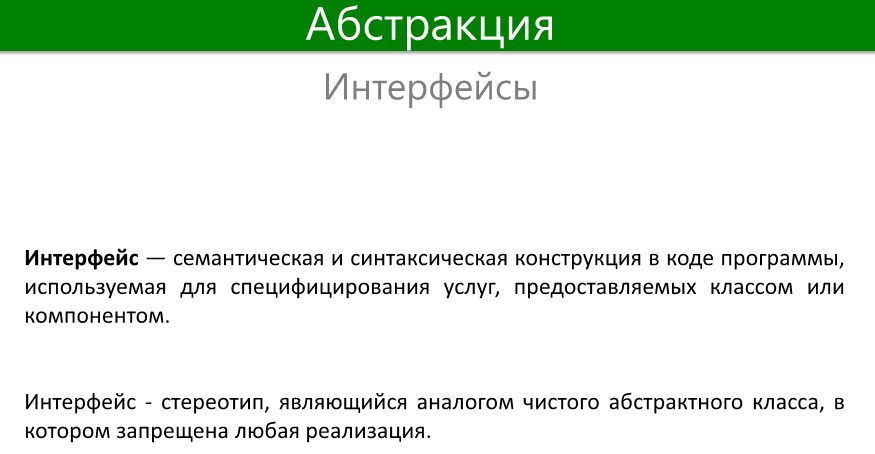 Абстракция
Интерфейсы
Интерфейс — семантическая и синтаксическая конструкция в коде программы,
используемая для специфицирования услуг, предоставляемых классом или
компонентом.
Интерфейс - стереотип, являющийся аналогом чистого абстрактного класса, в
котором запрещена любая реализация.